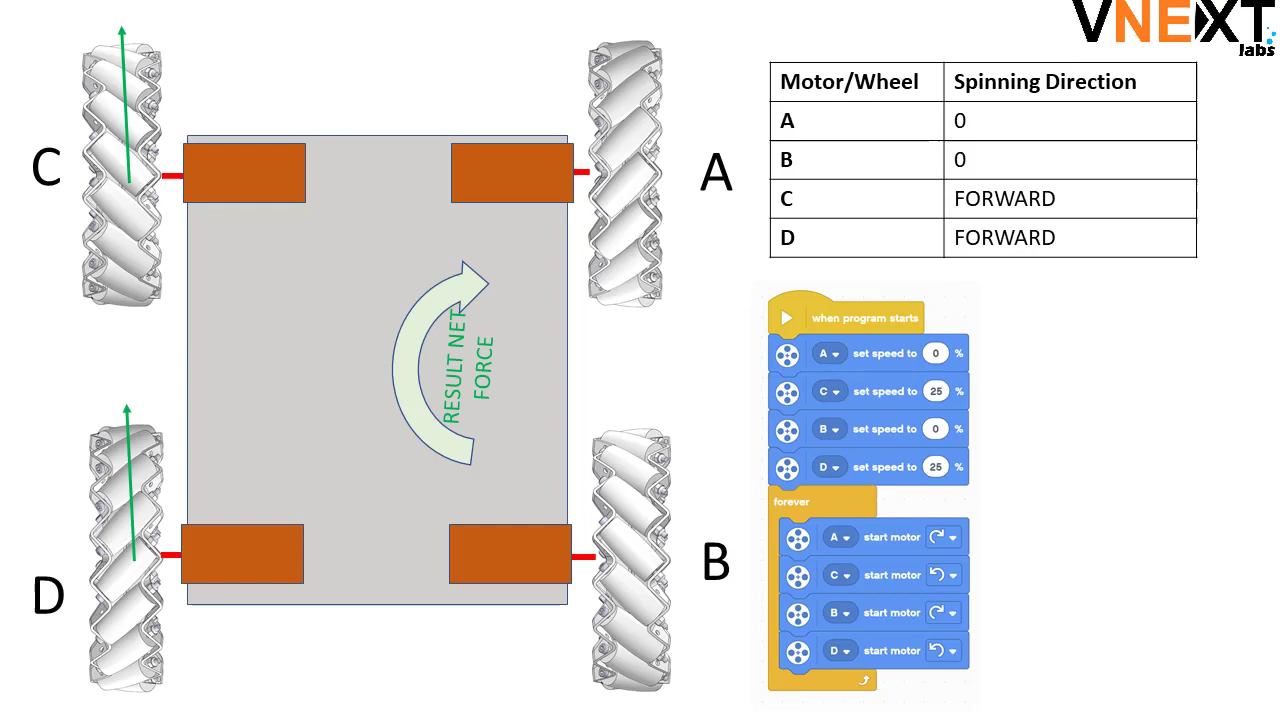 VNEXT
labs
Motor/Wheel Spinning Direction
A 0
B 0
C FORWARD
D FORWARD
C
A
RESULT NET
FORCE
D
B
when program starts
A set speed to 0 %
C set speed to 25 %
B set speed to 0 %
D set speed to 25 %
forever
A start motor
C start motor
B start motor
D start motor